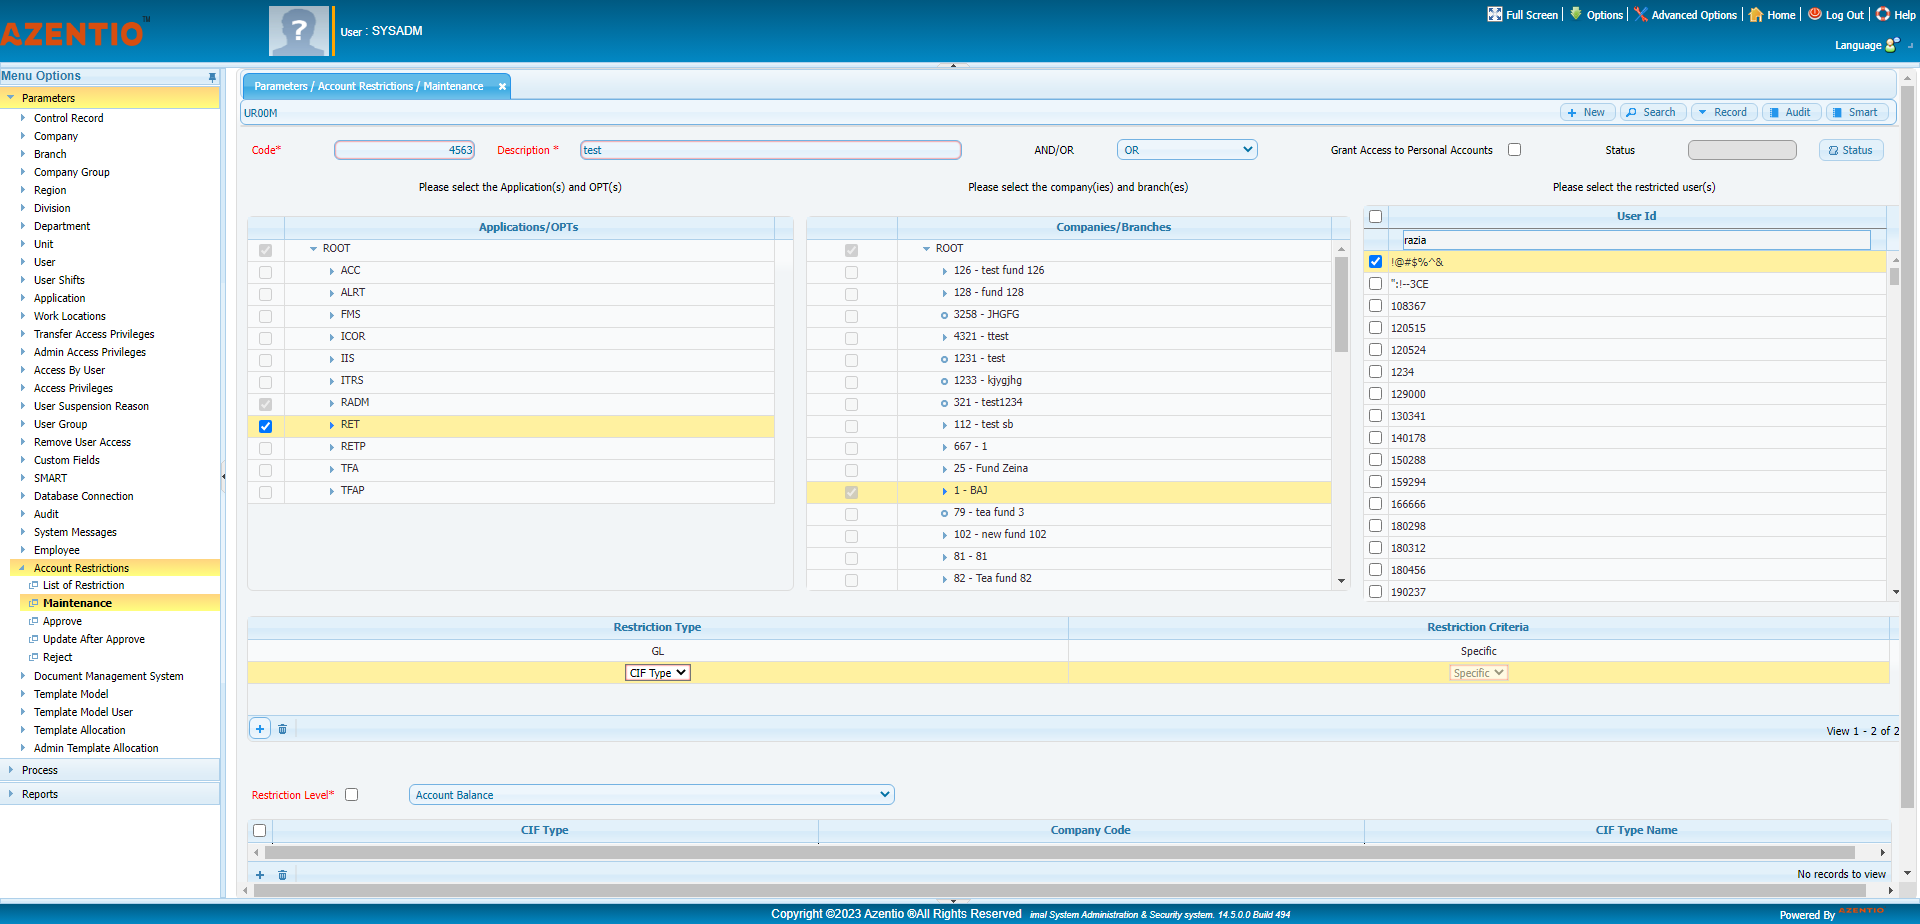 AZENTIO™
User : SYSADM
Full Screen
Options
Advanced Options
Home
Log Out
Help
Language
Menu Options
Parameters
Control Record
Company
Branch
Company Group
Region
Division
Department
Unit
User
User Shifts
Application
Work Locations
Transfer Access Privileges
Admin Access Privileges
Access By User
Access Privileges
User Suspension Reason
User Group
Remove User Access
Custom Fields
SMART
Database Connection
Audit
System Messages
Employee
Account Restrictions
List of Restriction
Maintenance
Approve
Update After Approve
Reject
Document Management System
Template Model
Template Model User
Template Allocation
Admin Template Allocation
Process
Reports
Parameters / Account Restrictions / Maintenance
UR00M
New
Search
Record
Audit
Smart
Code*
4563
Description *
test
AND/OR
OR
Grant Access to Personal Accounts
Status
Status
Please select the Application(s) and OPT(s)
Please select the company(ies) and branch(es)
Please select the restricted user(s)
Applications/OPTs
ROOT
ACC
ALRT
FMS
ICOR
IIS
ITRS
RADM
RET
RETP
TFA
TFAP
Companies/Branches
ROOT
126 - test fund 126
128 - fund 128
3258 - JHGFG
4321 - ttest
1231 - test
1233 - kjygjhg
321 - test1234
112 - test sb
667 - 1
25 - Fund Zeina
1 - BAJ
79 - tea fund 3
102 - new fund 102
81 - 81
82 - Tea fund 82
User Id
razia
!@#$%^&
":!--3CE
108367
120515
120524
1234
129000
130341
140178
150288
159294
166666
180298
180312
180456
190237
Restriction Type
Restriction Criteria
GL
Specific
CIF Type
Specific
View 1 - 2 of 2
Restriction Level*
Account Balance
CIF Type
Company Code
CIF Type Name
No records to view
Copyright ©2023 Azentio ®All Rights Reserved
imal System Administration & Security system. 14.5.0.0 Build 494
Powered By AZENTIO